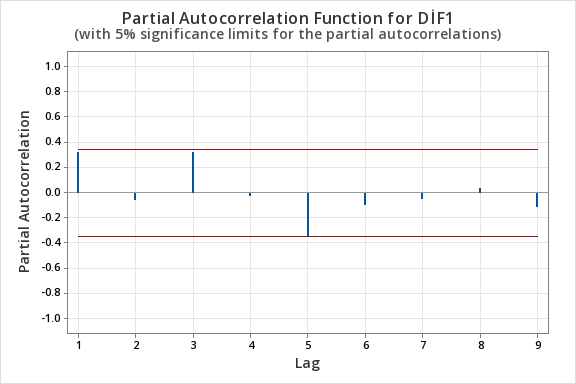 Partial Autocorrelation Function for DİF1
(with 5% significance limits for the partial autocorrelations)
Partial Autocorrelation
1.0
0.8
0.6
0.4
0.2
0.0
-0.2
-0.4
-0.6
-0.8
-1.0
1 2 3 4 5 6 7 8 9
Lag